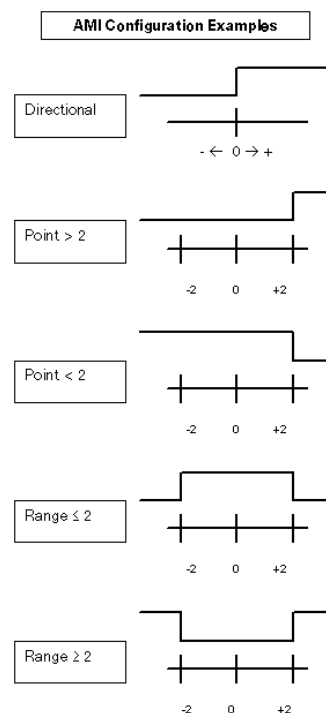 AMI Configuration Examples
Directional
- ← 0 → +
Point > 2
-2 0 +2
Point < 2
-2 0 +2
Range ≤ 2
-2 0 +2
Range ≥ 2
-2 0 +2